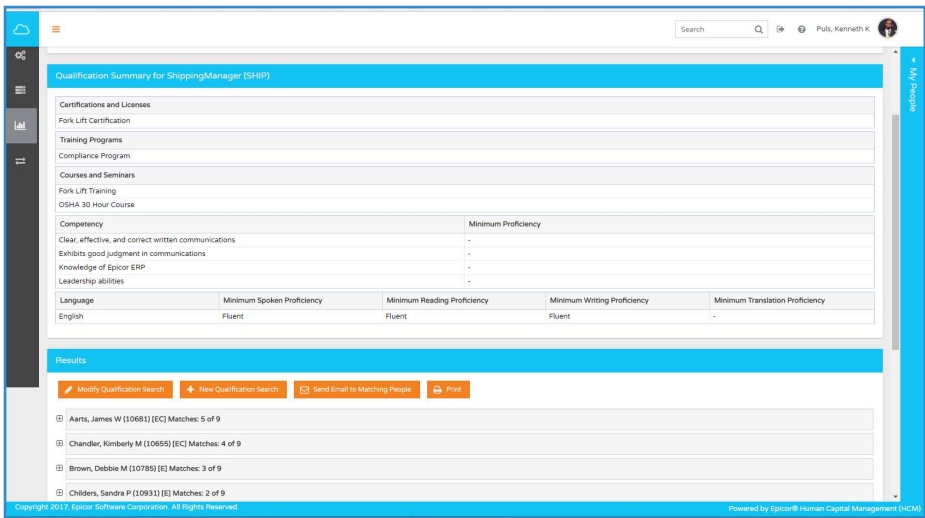 Search
Puls, Kenneth K
My People
Qualification Summary for ShippingManager (SHIP)
Certifications and Licenses
Fork Lift Certification
Training Programs
Compliance Program
Courses and Seminars
Fork Lift Training
OSHA 30 Hour Course
Competency Minimum Proficiency
Clear, effective, and correct written communications -
Exhibits good judgment in communications -
Knowledge of Epicor ERP -
Leadership abilities -
Language Minimum Spoken Proficiency Minimum Reading Proficiency Minimum Writing Proficiency Minimum Translation Proficiency
English Fluent Fluent Fluent -
Results
Modify Qualification Search New Qualification Search Send Email to Matching People Print
Aarts, James W (10681) [EC] Matches: 5 of 9
Chandler, Kimberly M (10655) [EC] Matches: 4 of 9
Brown, Debbie M (10785) [E] Matches: 3 of 9
Childers, Sandra P (10931) [E] Matches: 2 of 9
Copyright 2017, Epicor Software Corporation. All Rights Reserved. Powered by Epicor® Human Capital Management (HCM)